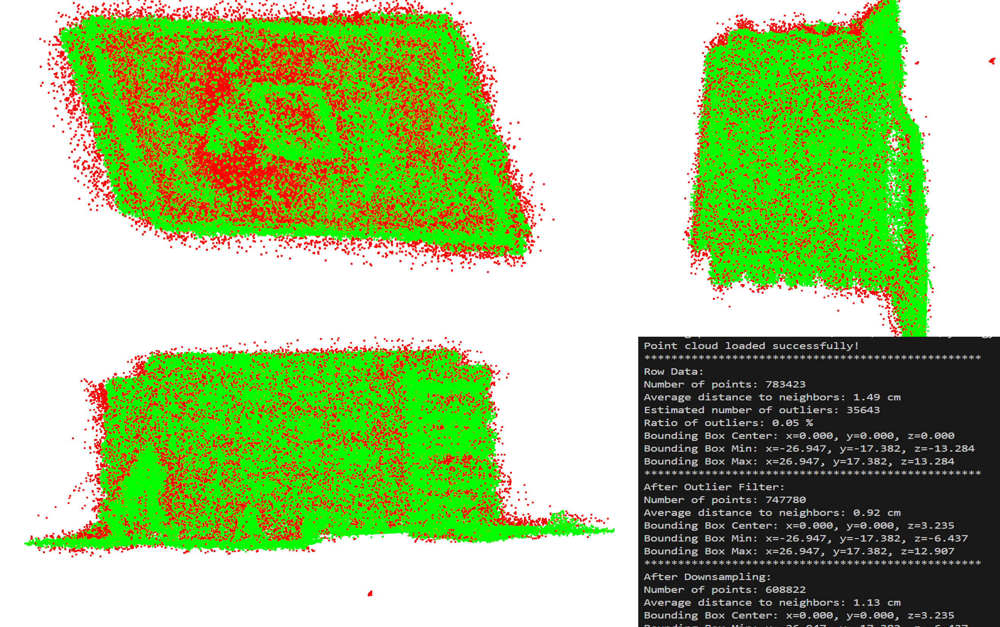 Point cloud loaded successfully!
**************************************************
Row Data:
Number of points: 783423
Average distance to neighbors: 1.49 cm
Estimated number of outliers: 35643
Ratio of outliers: 0.05 %
Bounding Box Center: x=0.000, y=0.000, z=0.000
Bounding Box Min: x=-26.947, y=-17.382, z=-13.284
Bounding Box Max: x=26.947, y=17.382, z=13.284
**************************************************
After Outlier Filter:
Number of points: 747780
Average distance to neighbors: 0.92 cm
Bounding Box Center: x=0.000, y=0.000, z=3.235
Bounding Box Min: x=-26.947, y=-17.382, z=-6.437
Bounding Box Max: x=26.947, y=17.382, z=12.907
**************************************************
After Downsampling:
Number of points: 608822
Average distance to neighbors: 1.13 cm
Bounding Box Center: x=0.000, y=0.000, z=3.235